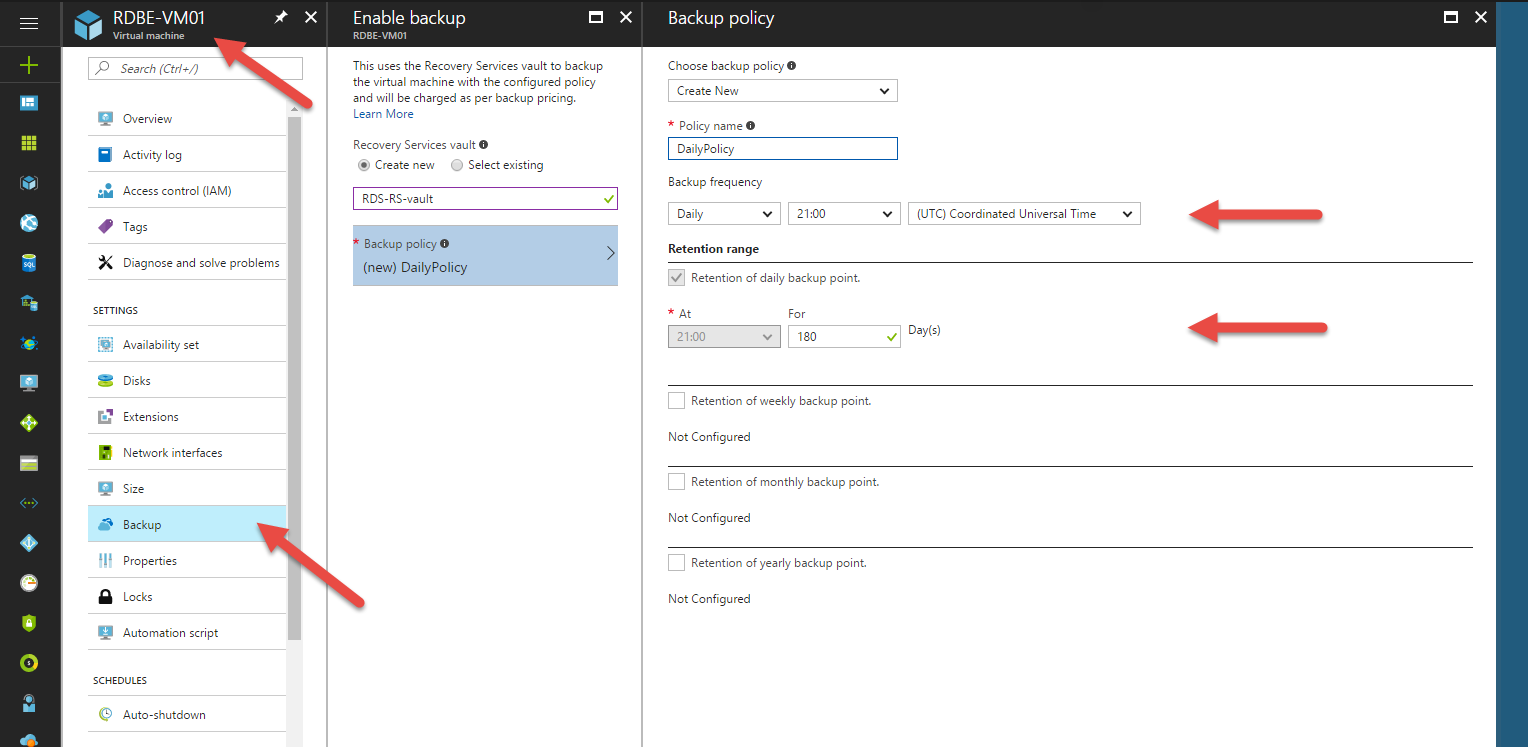 RDBE-VM01
Virtual machine
Search (Ctrl+/)
Overview
Activity log
Access control (IAM)
Tags
Diagnose and solve problems
SETTINGS
Availability set
Disks
Extensions
Network interfaces
Size
Backup
Properties
Locks
Automation script
SCHEDULES
Auto-shutdown
Enable backup
RDBE-VM01
This uses the Recovery Services vault to backup
the virtual machine with the configured policy
and will be charged as per backup pricing.
Learn More
Recovery Services vault
Create new Select existing
RDS-RS-vault
* Backup policy
(new) DailyPolicy
Backup policy
Choose backup policy
Create New
* Policy name
DailyPolicy
Backup frequency
Daily 21:00 (UTC) Coordinated Universal Time
Retention range
Retention of daily backup point.
* At For
21:00 180 Day(s)
Retention of weekly backup point.
Not Configured
Retention of monthly backup point.
Not Configured
Retention of yearly backup point.
Not Configured
SQL